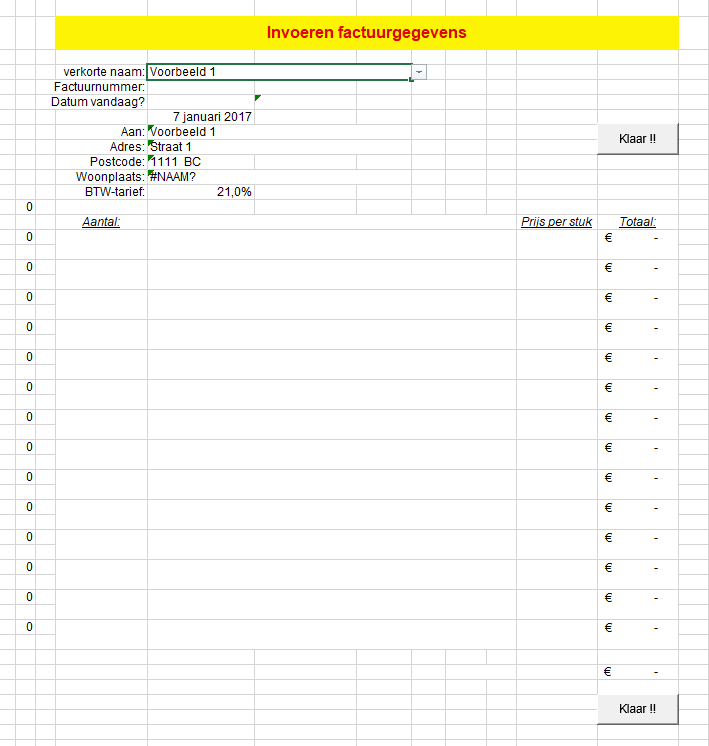 Invoeren factuurgegevens
verkorte naam: Voorbeeld 1
Factuurnummer:
Datum vandaag?
7 januari 2017
Aan: Voorbeeld 1
Klaar !!
Adres: Straat 1
Postcode: 1111 BC
Woonplaats: #NAAM?
BTW-tarief: 21,0%
0
Aantal: Prijs per stuk Totaal:
0 € -
0 € -
0 € -
0 € -
0 € -
0 € -
0 € -
0 € -
0 € -
0 € -
0 € -
0 € -
0 € -
0 € -
€ -
Klaar !!